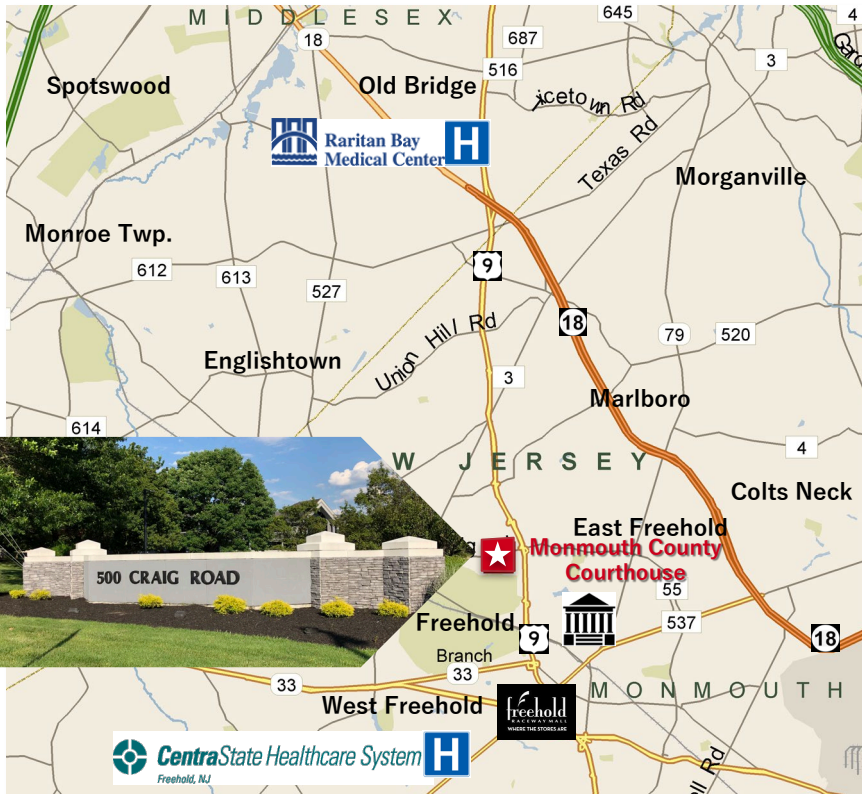 MIDDLESEX
645
4
18
687
3
516
Spotswood
Old Bridge
Texas Rd
Raritan Bay
Medical Center
H
Morganville
Monroe Twp.
612
613
9
527
18
79
520
Union Hill Rd
Englishtown
3
Marlboro
614
4
W JERSEY
Colts Neck
East Freehold
Monmouth County
Courthouse
500 CRAIG ROAD
55
Freehold
537
9
18
Branch
33
33
MONMOUTH
West Freehold
freehold
RACEWAY MALL
WHERE THE STORES ARE
CentraState Healthcare System
H
Freehold, NJ
Rd